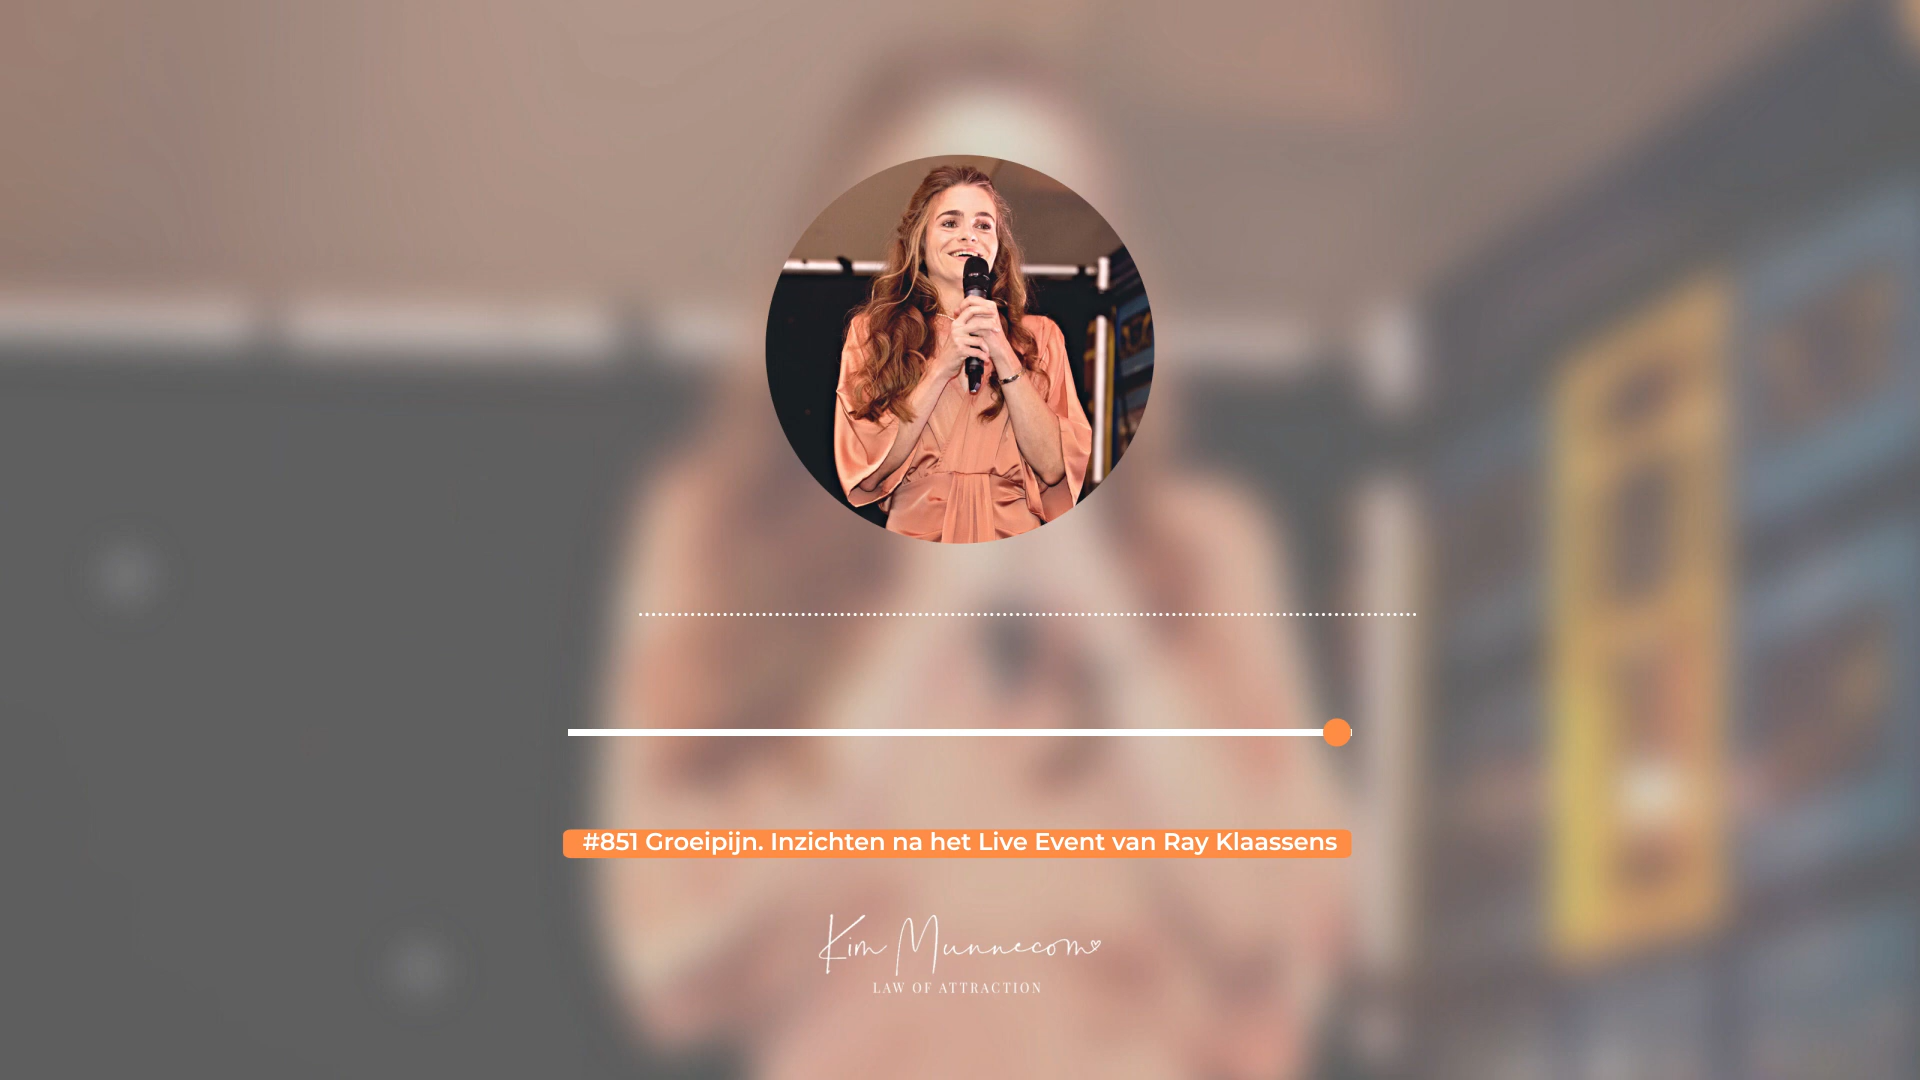 #851 Groeipijn. Inzichten na het Live Event van Ray Klaassens
Kim Munnecom
LAW OF ATTRACTION